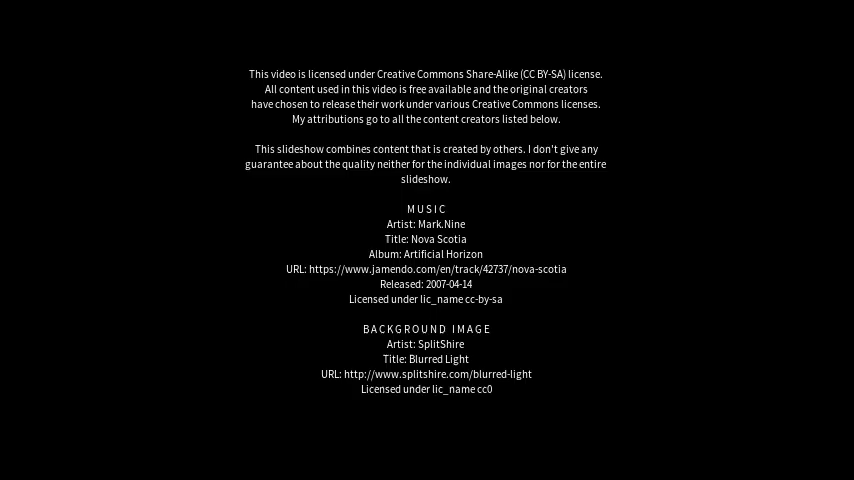 This video is licensed under Creative Commons Share-Alike (CC BY-SA) license.
All content used in this video is free available and the original creators
have chosen to release their work under various Creative Commons licenses.
My attributions go to all the content creators listed below.
This slideshow combines content that is created by others. I don't give any
guarantee about the quality neither for the individual images nor for the entire
slideshow.
MUSIC
Artist: Mark.Nine
Title: Nova Scotia
Album: Artificial Horizon
URL: https://www.jamendo.com/en/track/42737/nova-scotia
Released: 2007-04-14
Licensed under lic_name cc-by-sa
BACKGROUND IMAGE
Artist: SplitShire
Title: Blurred Light
URL: http://www.splitshire.com/blurred-light
Licensed under lic_name cc0